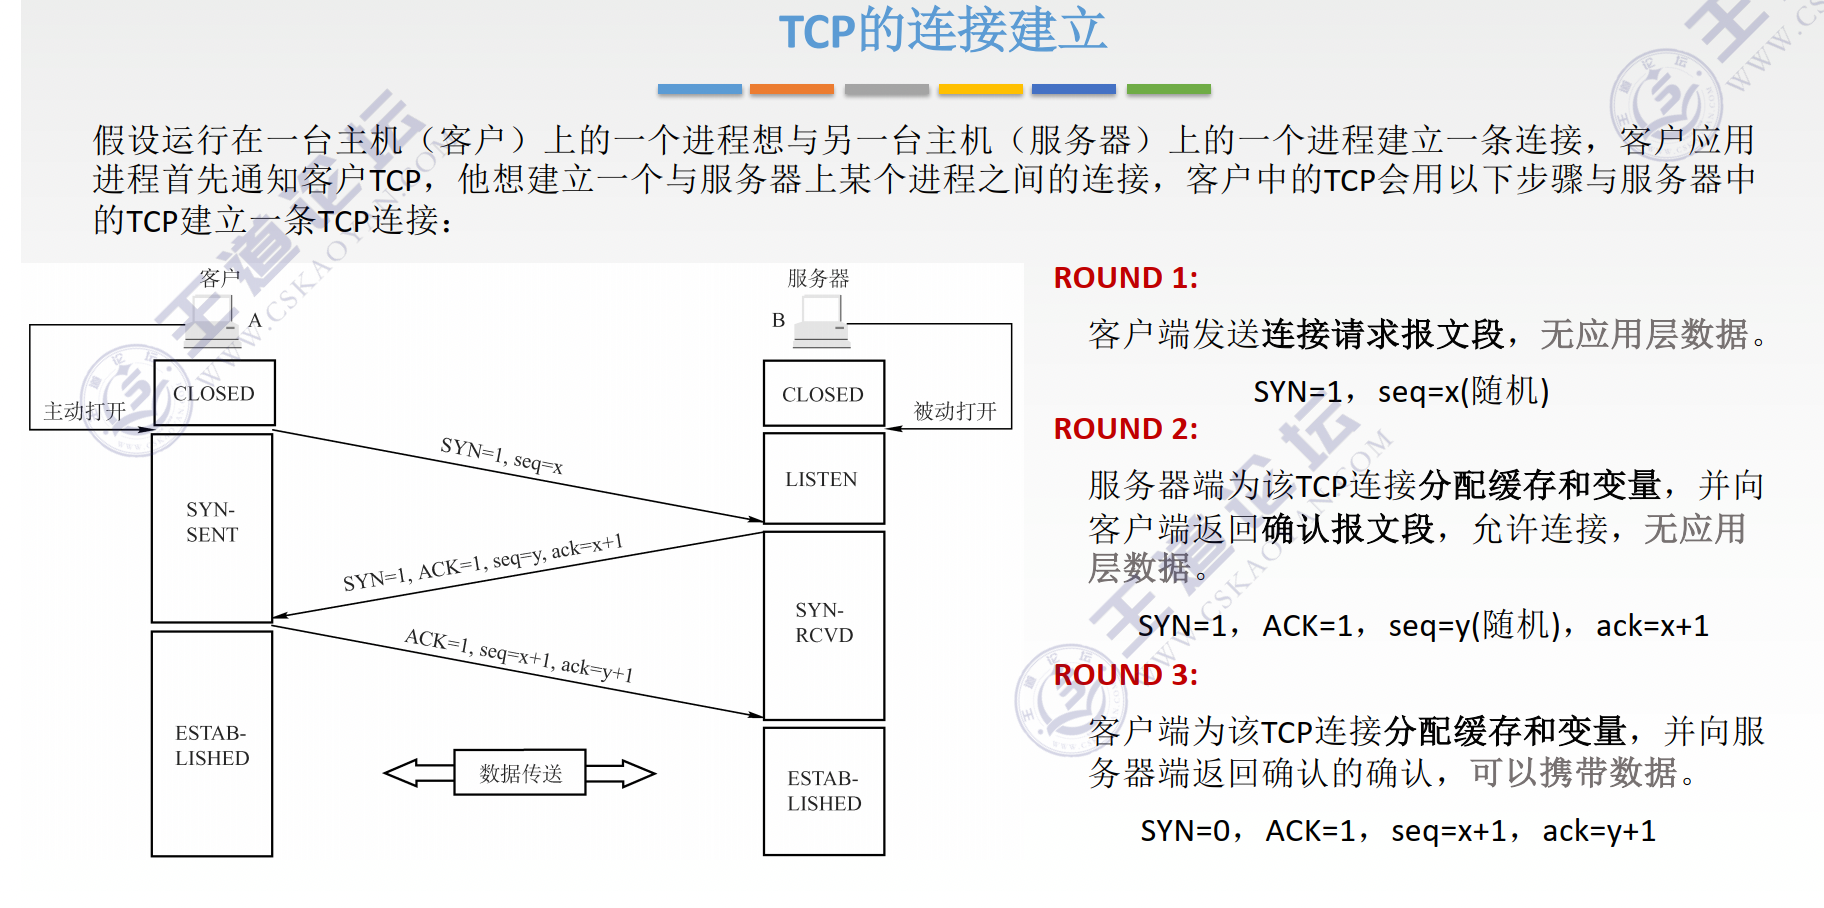 TCP的连接建立
假设运行在一台主机（客户）上的一个进程想与另一台主机（服务器）上的一个进程建立一条连接，客户应用
进程首先通知客户TCP，他想建立一个与服务器上某个进程之间的连接，客户中的TCP会用以下步骤与服务器中
的TCP建立一条TCP连接：
客户
A
CLOSED
主动打开
SYN-
SENT
ESTAB-
LISHED
SYN=1, seq=x
SYN=1, ACK=1, seq=y, ack=x+1
ACK=1, seq=x+1, ack=y+1
数据传送
服务器
B
CLOSED
被动打开
LISTEN
SYN-
RCVD
ESTAB-
LISHED
ROUND 1:
客户端发送连接请求报文段，无应用层数据。
SYN=1，seq=x(随机)
ROUND 2:
服务器端为该TCP连接分配缓存和变量，并向
客户端返回确认报文段，允许连接，无应用
层数据。
SYN=1，ACK=1，seq=y(随机)，ack=x+1
ROUND 3:
客户端为该TCP连接分配缓存和变量，并向服
务器端返回确认的确认，可以携带数据。
SYN=0，ACK=1，seq=x+1，ack=y+1
王道论坛
WWW.CSKAOYAN.COM
王道论坛
WWW.CSKAOYAN.COM